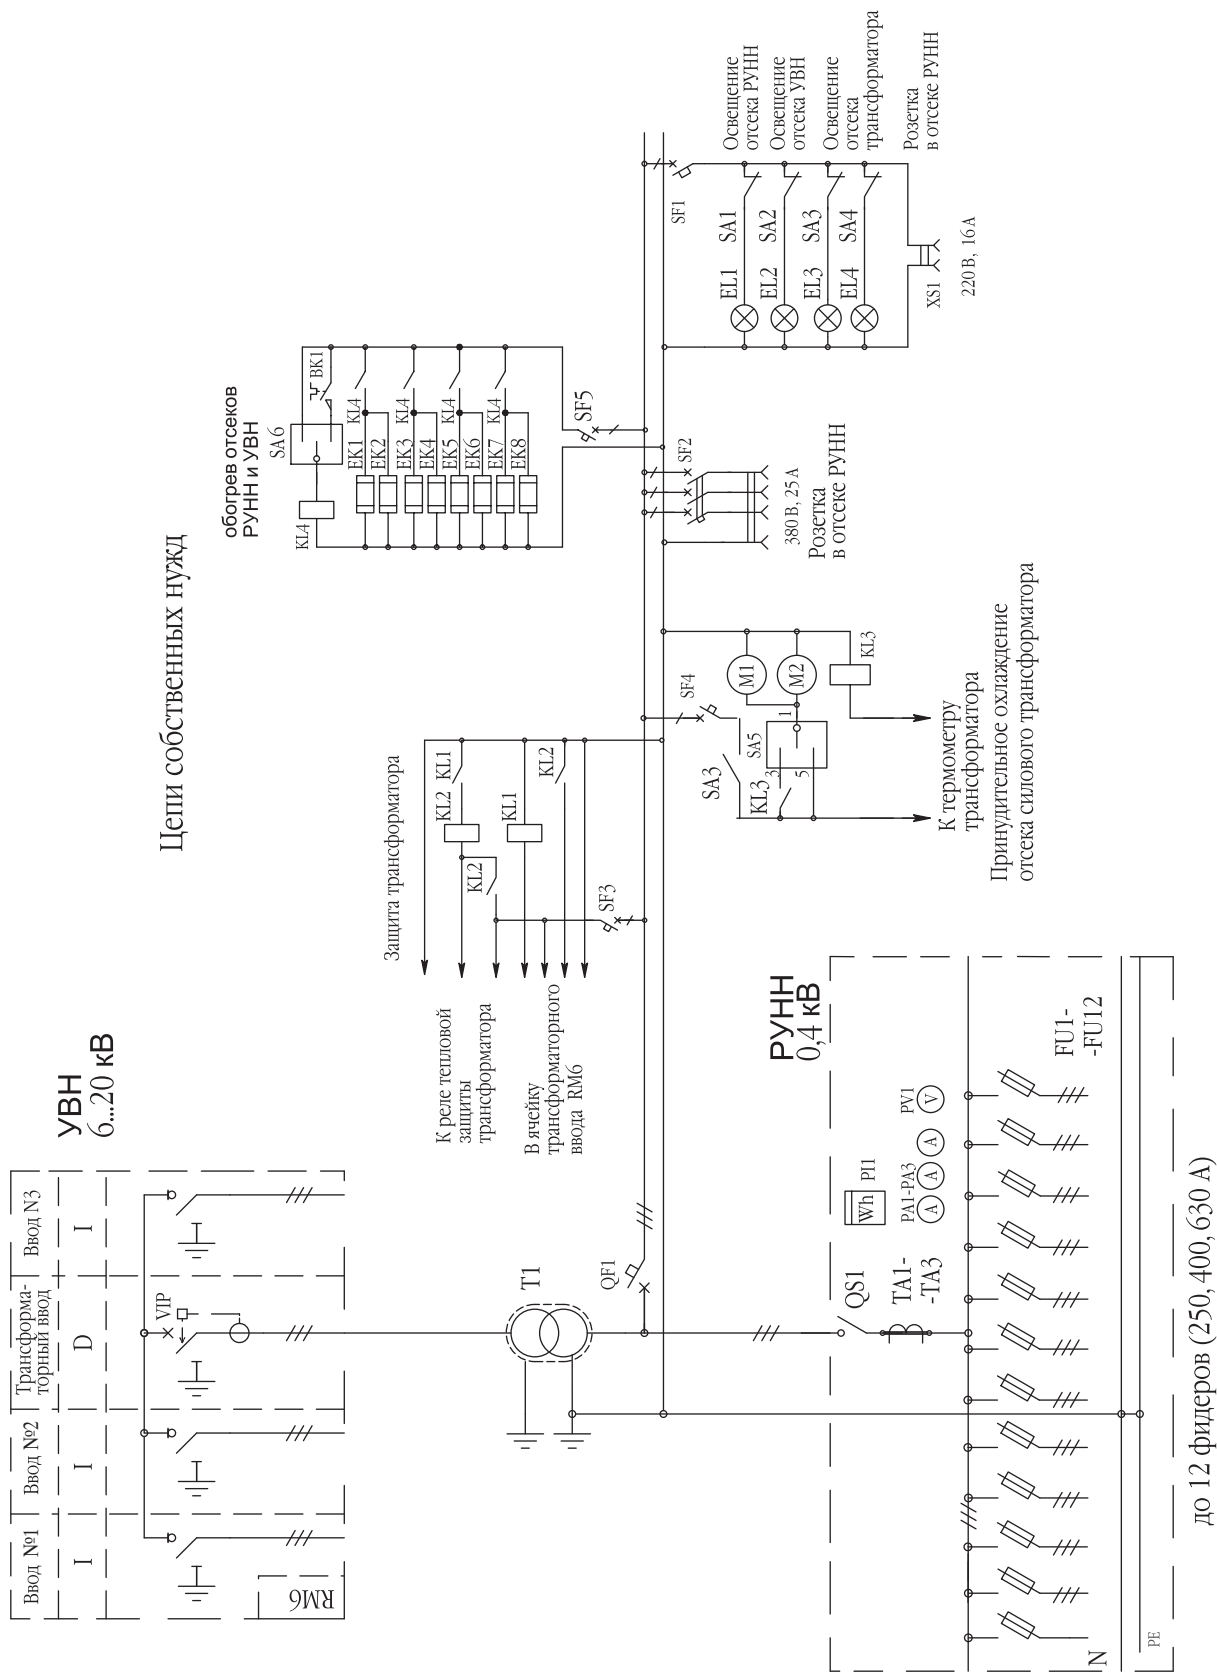 Цепи собственных нужд
УВН
6...20 кВ
Ввод №1
Ввод №2
Трансформа-
торный ввод
Ввод N3
I
I
D
I
VIP
RM6
T1
QF1
Защита трансформатора
KL2
KL1
KL2
KL1
KL2
SF3
К реле тепловой
защиты
трансформатора
В ячейку
трансформаторного
ввода RM6
обогрев отсеков
РУНН и УВН
KL4
SA6
BK1
EK1
KL4
EK2
EK3
KL4
EK4
EK5
KL4
EK6
EK7
KL4
EK8
SF5
SF4
SA3
SA5
KL3
3
1
5
M1
M2
KL3
К термометру
трансформатора
Принудительное охлаждение
отсека силового трансформатора
SF2
380 В, 25 А
Розетка
в отсеке РУНН
SF1
EL1
SA1
Освещение
отсека РУНН
EL2
SA2
Освещение
отсека УВН
EL3
SA3
Освещение
отсека
трансформатора
EL4
SA4
Розетка
в отсеке РУНН
XS1
220 В, 16 А
РУНН
0,4 кВ
QS1
TA1-
-TA3
Wh
PI1
PA1-PA3
A
A
A
PV1
V
FU1-
-FU12
N
PE
до 12 фидеров (250, 400, 630 А)